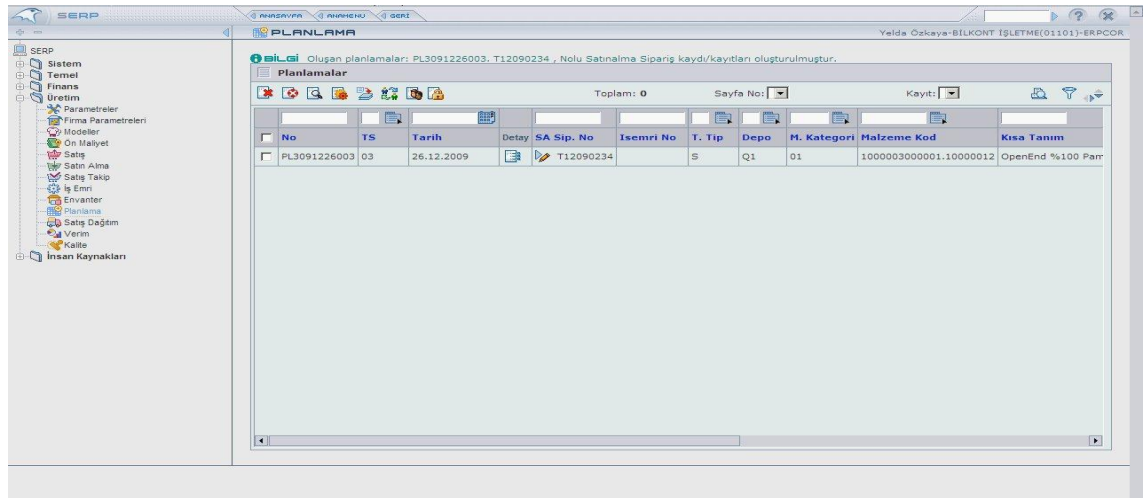 SERP
ANASAYFA ANAMENU GERİ
PLANLAMA
Yelda Özkaya-BİLKONT İŞLETME(01101)-ERPCOR
SERP
Sistem
Temel
Finans
Üretim
Parametreler
Firma Parametreleri
Modeller
Ön Maliyet
Satış
Satın Alma
Satış Takip
İş Emri
Envanter
Planlama
Satış Dağıtım
Verim
Kalite
İnsan Kaynakları
BİLGİ Oluşan planlamalar: PL3091226003. T12090234 , Nolu Satınalma Sipariş kaydı/kayıtları oluşturulmuştur.
Planlamalar
Toplam: 0 Sayfa No: Kayıt:
No TS Tarih Detay SA Sip. No Isemri No T. Tip Depo M. Kategori Malzeme Kod Kısa Tanım
PL3091226003 03 26.12.2009 T12090234 S Q1 01 1000003000001.10000012 OpenEnd %100 Pam